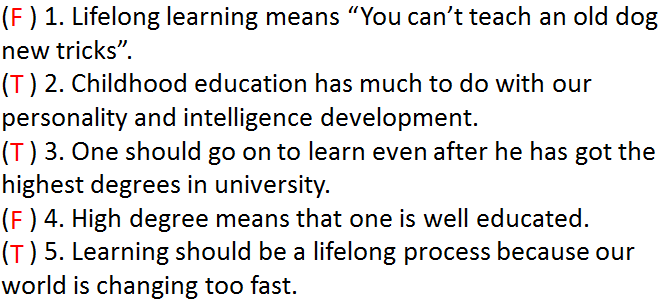 (F ) 1. Lifelong learning means “You can’t teach an old dog
new tricks”.
(T ) 2. Childhood education has much to do with our
personality and intelligence development.
(T ) 3. One should go on to learn even after he has got the
highest degrees in university.
(F ) 4. High degree means that one is well educated.
(T ) 5. Learning should be a lifelong process because our
world is changing too fast.